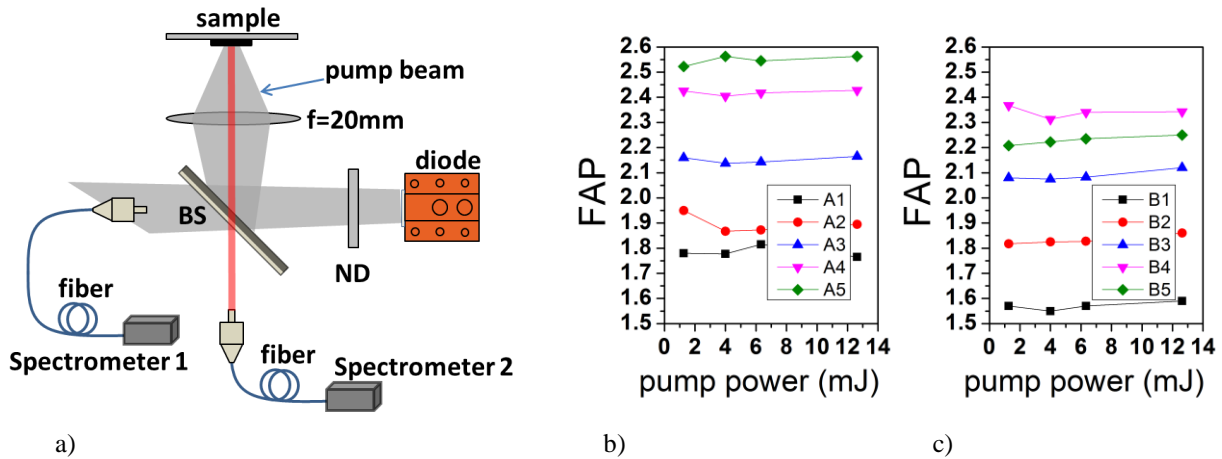 sample
pump beam
f=20mm
diode
BS
ND
fiber
Spectrometer 1
fiber
Spectrometer 2
a)
FAP
2.6
2.5
2.4
2.3
2.2
2.1
2.0
1.9
1.8
1.7
1.6
1.5
A1
A2
A3
A4
A5
0 2 4 6 8 10 12 14
pump power (mJ)
b)
FAP
2.6
2.5
2.4
2.3
2.2
2.1
2.0
1.9
1.8
1.7
1.6
1.5
B1
B2
B3
B4
B5
0 2 4 6 8 10 12 14
pump power (mJ)
c)